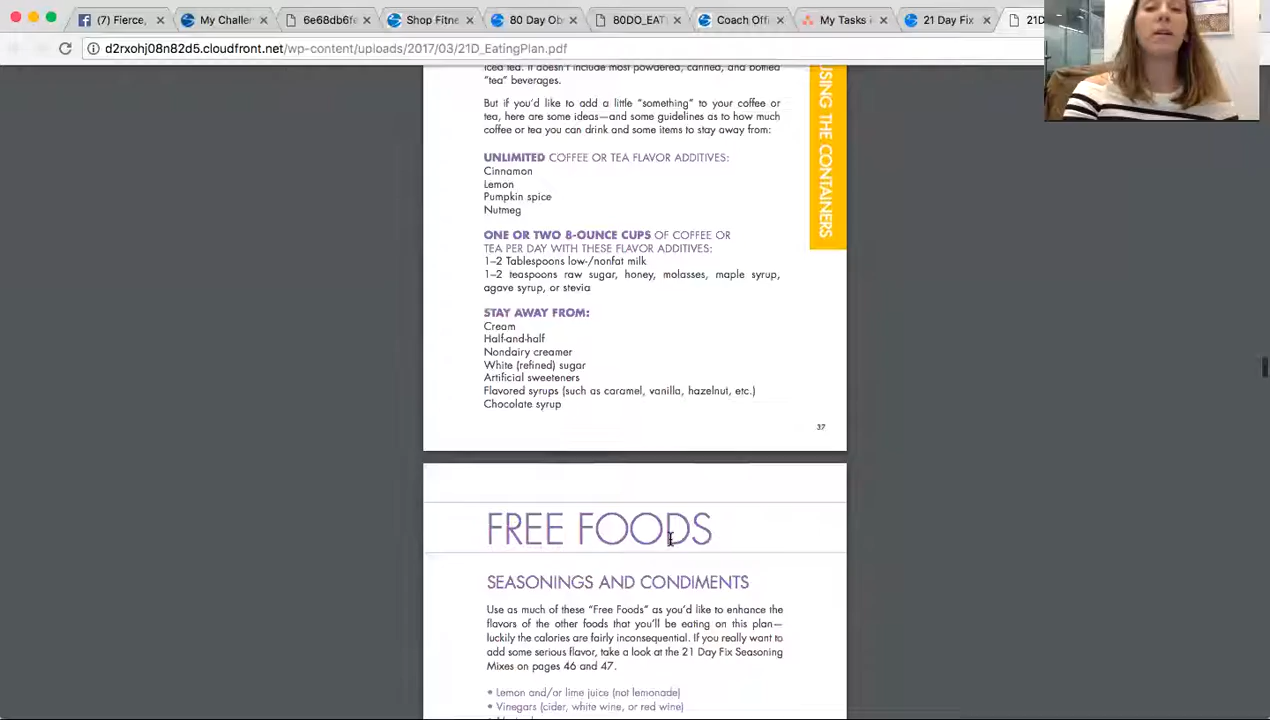 (7) Fierce,
My Challer
6e68db6fe
Shop Fitne
80 Day Ob
80DO_EAT
Coach Offi
My Tasks i
21 Day Fix
21D
d2rxohj08n82d5.cloudfront.net/wp-content/uploads/2017/03/21D_EatingPlan.pdf
iced tea. It doesn't include most powdered, canned, and bottled
"tea" beverages.
But if you'd like to add a little "something" to your coffee or
tea, here are some ideas—and some guidelines as to how much
coffee or tea you can drink and some items to stay away from:
UNLIMITED COFFEE OR TEA FLAVOR ADDITIVES:
Cinnamon
Lemon
Pumpkin spice
Nutmeg
ONE OR TWO 8-OUNCE CUPS OF COFFEE OR
TEA PER DAY WITH THESE FLAVOR ADDITIVES:
1–2 Tablespoons low-/nonfat milk
1–2 teaspoons raw sugar, honey, molasses, maple syrup,
agave syrup, or stevia
STAY AWAY FROM:
Cream
Half-and-half
Nondairy creamer
White (refined) sugar
Artificial sweeteners
Flavored syrups (such as caramel, vanilla, hazelnut, etc.)
Chocolate syrup
37
USING THE CONTAINERS
FREE FOODS
SEASONINGS AND CONDIMENTS
Use as much of these "Free Foods" as you'd like to enhance the
flavors of the other foods that you'll be eating on this plan—
luckily the calories are fairly inconsequential. If you really want to
add some serious flavor, take a look at the 21 Day Fix Seasoning
Mixes on pages 46 and 47.
• Lemon and/or lime juice (not lemonade)
• Vinegars (cider, white wine, or red wine)